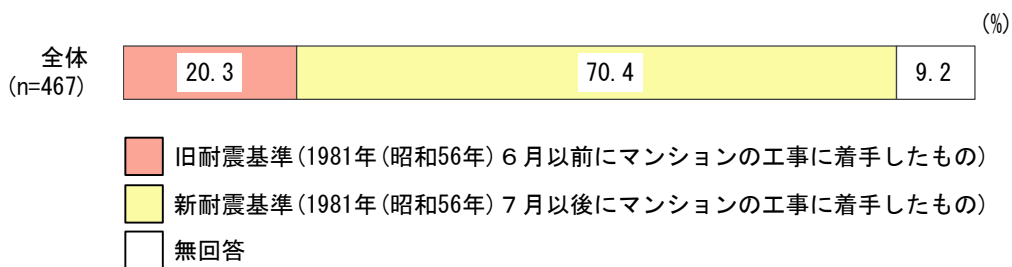 (%)
全体
(n=467)
20.3
70.4
9.2
旧耐震基準(1981年(昭和56年)６月以前にマンションの工事に着手したもの)
新耐震基準(1981年(昭和56年)７月以後にマンションの工事に着手したもの)
無回答